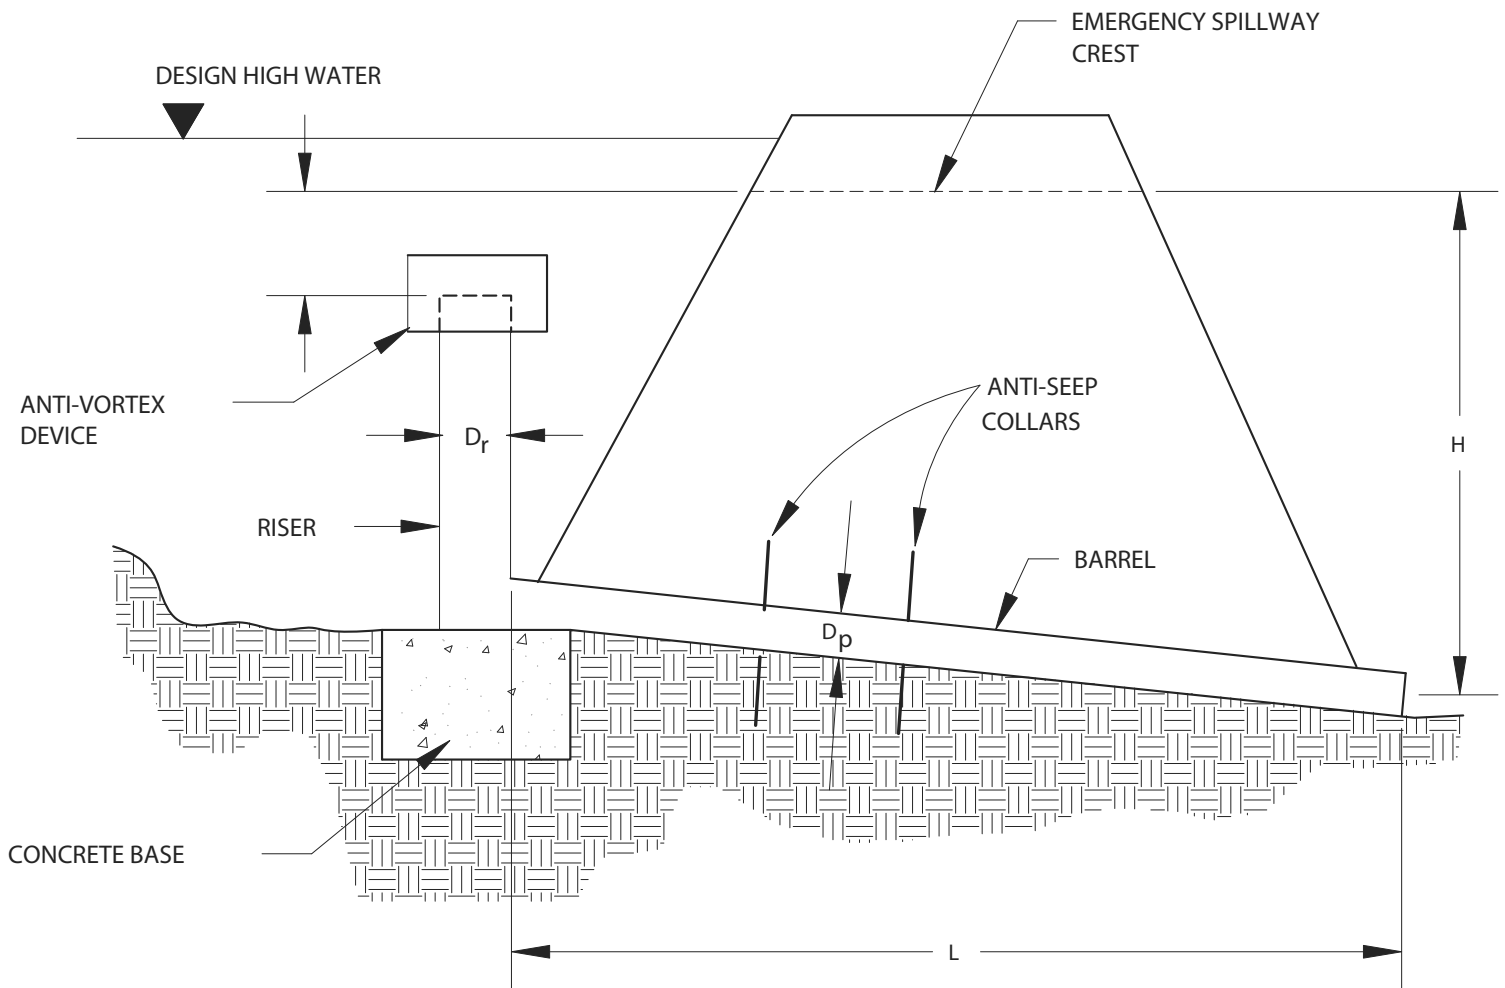 EMERGENCY SPILLWAY
CREST
DESIGN HIGH WATER
ANTI-VORTEX
DEVICE
Dr
ANTI-SEEP
COLLARS
H
RISER
BARREL
Dp
CONCRETE BASE
L